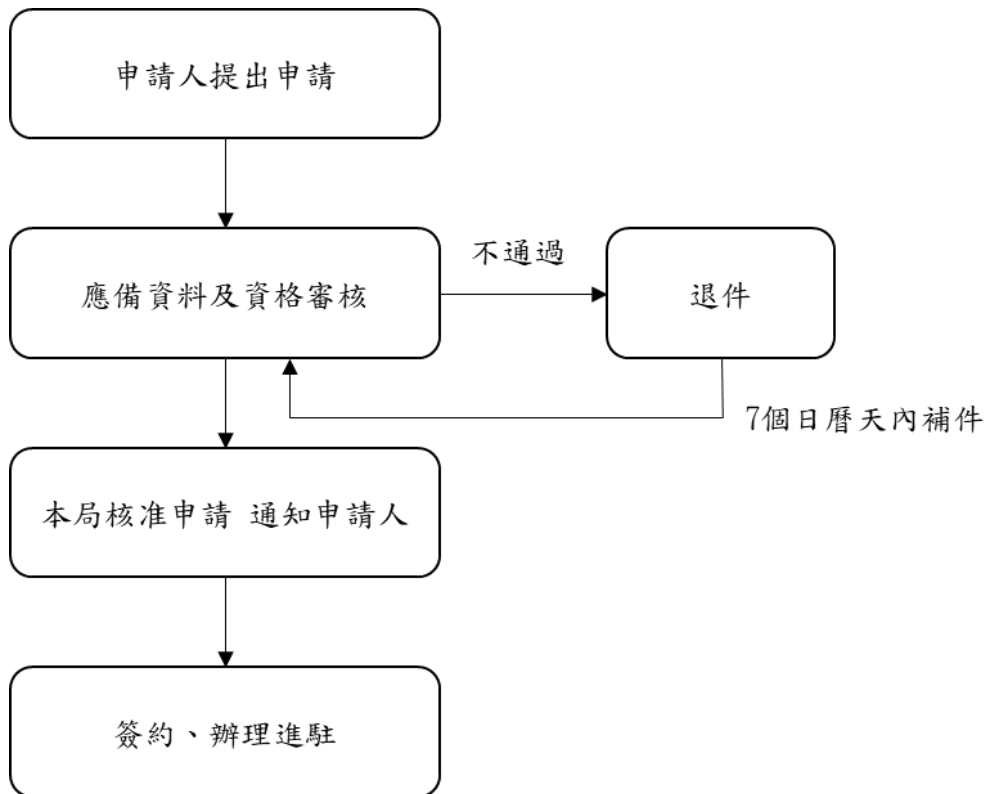 申請人提出申請
應備資料及資格審核
不通過
退件
7個日曆天內補件
本局核准申請 通知申請人
簽約、辦理進駐